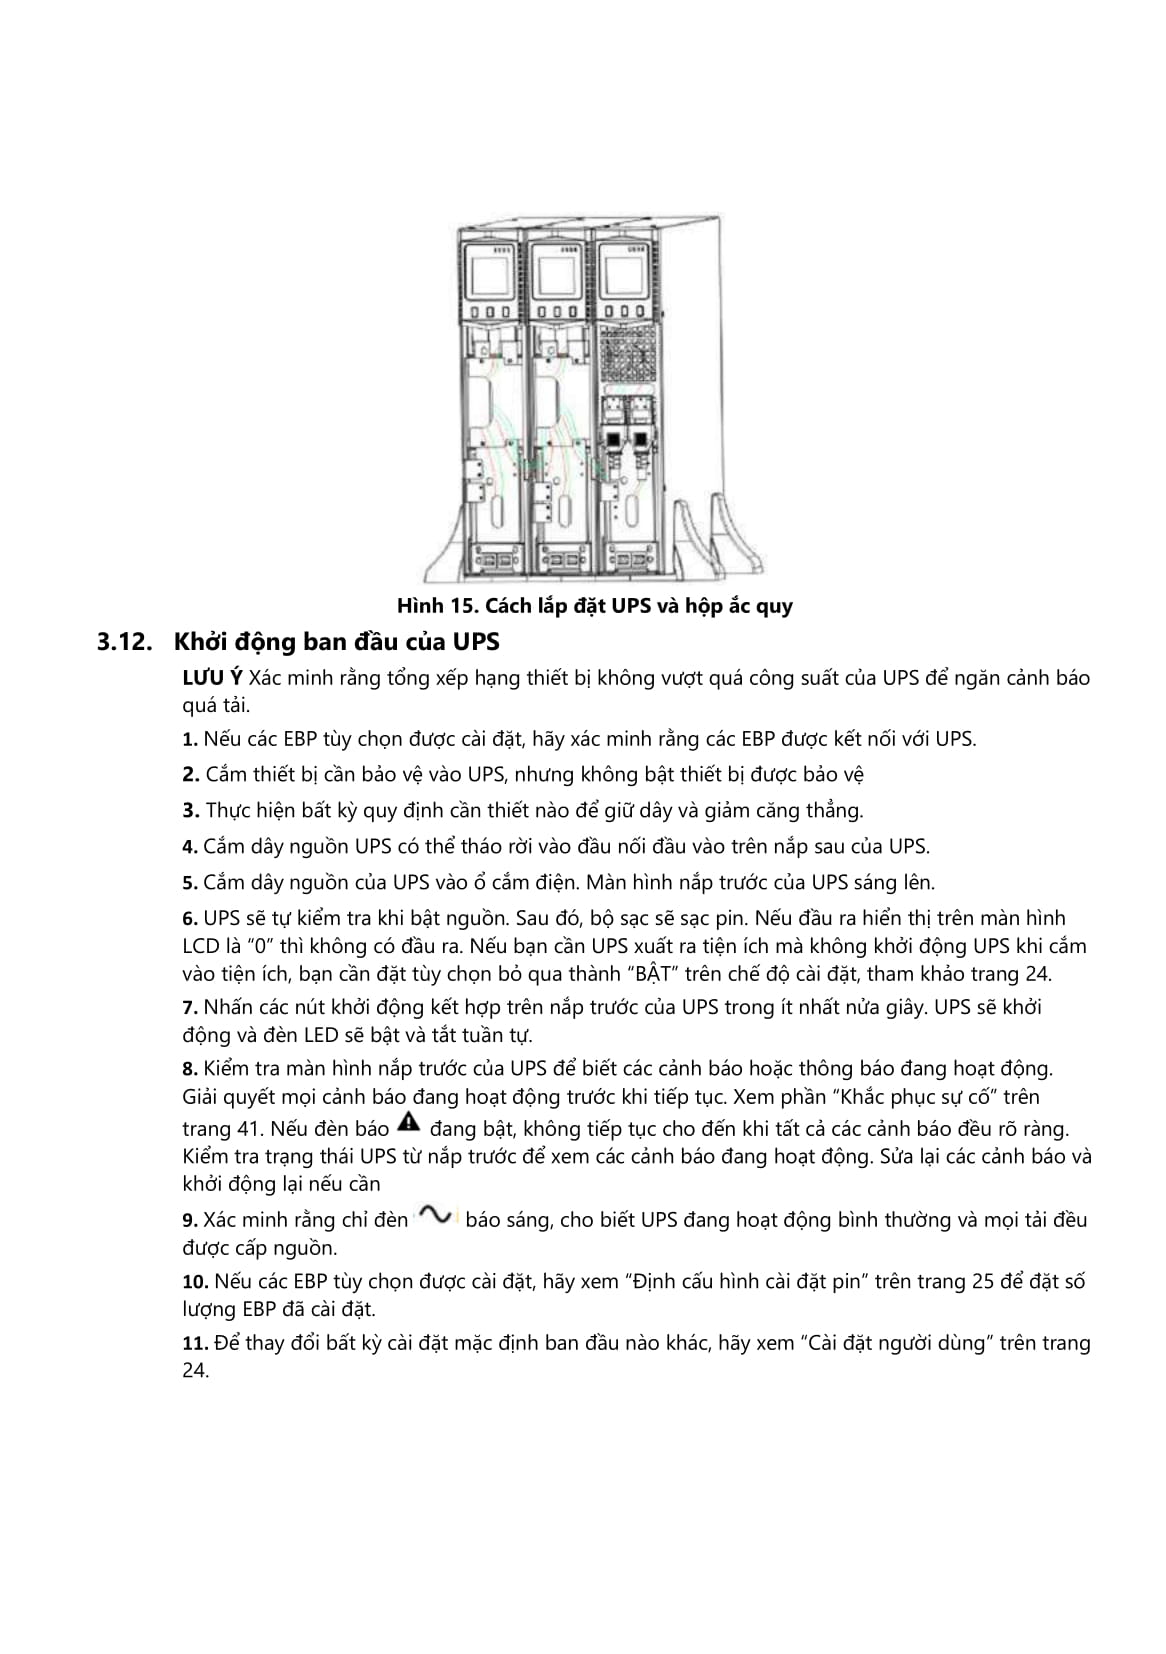 Hình 15. Cách lắp đặt UPS và hộp ắc quy
3.12. Khởi động ban đầu của UPS
LƯU Ý Xác minh rằng tổng xếp hạng thiết bị không vượt quá công suất của UPS để ngăn cảnh báo
quá tải.
1. Nếu các EBP tùy chọn được cài đặt, hãy xác minh rằng các EBP được kết nối với UPS.
2. Cắm thiết bị cần bảo vệ vào UPS, nhưng không bật thiết bị được bảo vệ
3. Thực hiện bất kỳ quy định cần thiết nào để giữ dây và giảm căng thẳng.
4. Cắm dây nguồn UPS có thể tháo rời vào đầu nối đầu vào trên nắp sau của UPS.
5. Cắm dây nguồn của UPS vào ổ cắm điện. Màn hình nắp trước của UPS sáng lên.
6. UPS sẽ tự kiểm tra khi bật nguồn. Sau đó, bộ sạc sẽ sạc pin. Nếu đầu ra hiển thị trên màn hình
LCD là “0” thì không có đầu ra. Nếu bạn cần UPS xuất ra tiện ích mà không khởi động UPS khi cắm
vào tiện ích, bạn cần đặt tùy chọn bỏ qua thành “BẬT” trên chế độ cài đặt, tham khảo trang 24.
7. Nhấn các nút khởi động kết hợp trên nắp trước của UPS trong ít nhất nửa giây. UPS sẽ khởi
động và đèn LED sẽ bật và tắt tuần tự.
8. Kiểm tra màn hình nắp trước của UPS để biết các cảnh báo hoặc thông báo đang hoạt động.
Giải quyết mọi cảnh báo đang hoạt động trước khi tiếp tục. Xem phần “Khắc phục sự cố” trên
trang 41. Nếu đèn báo đang bật, không tiếp tục cho đến khi tất cả các cảnh báo đều rõ ràng.
Kiểm tra trạng thái UPS từ nắp trước để xem các cảnh báo đang hoạt động. Sửa lại các cảnh báo và
khởi động lại nếu cần
9. Xác minh rằng chỉ đèn báo sáng, cho biết UPS đang hoạt động bình thường và mọi tải đều
được cấp nguồn.
10. Nếu các EBP tùy chọn được cài đặt, hãy xem “Định cấu hình cài đặt pin” trên trang 25 để đặt số
lượng EBP đã cài đặt.
11. Để thay đổi bất kỳ cài đặt mặc định ban đầu nào khác, hãy xem “Cài đặt người dùng” trên trang
24.